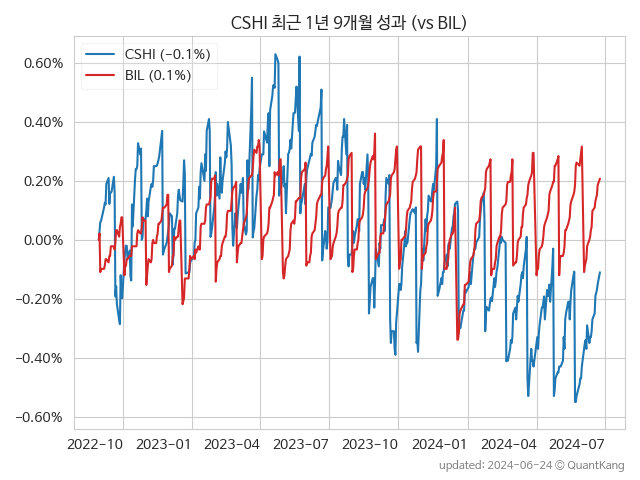 CSHI 최근 1년 9개월 성과 (vs BIL)
CSHI (−0.1%)
BIL (0.1%)
0.60%
0.40%
0.20%
0.00%
−0.20%
−0.40%
−0.60%
2022-10 2023-01 2023-04 2023-07 2023-10 2024-01 2024-04 2024-07
updated: 2024-06-24 © QuantKang